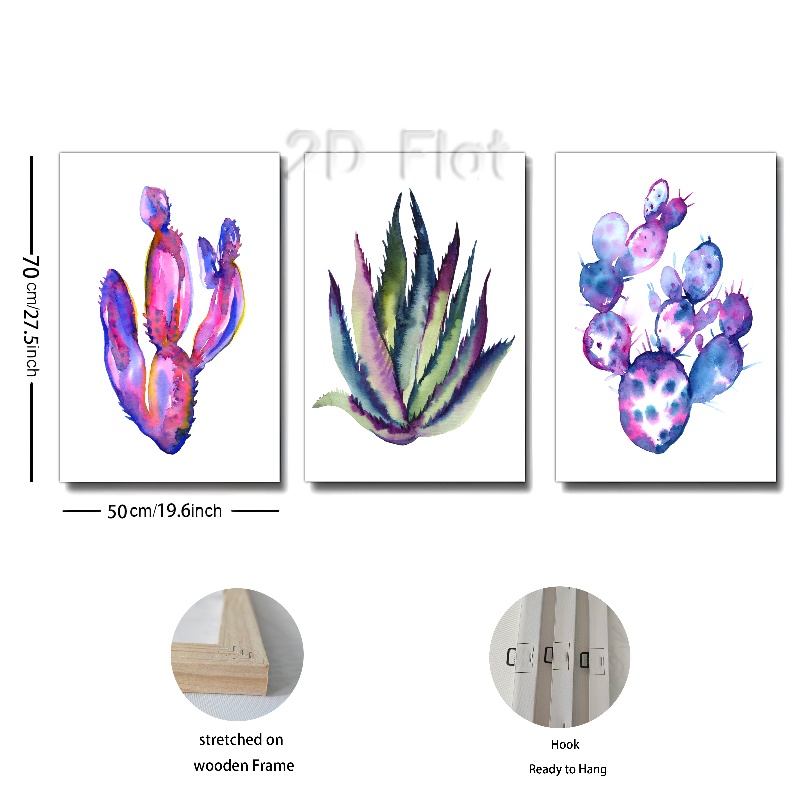 2D Flat
70 cm/27.5inch
50 cm/19.6inch
stretched on
wooden Frame
Hook
Ready to Hang